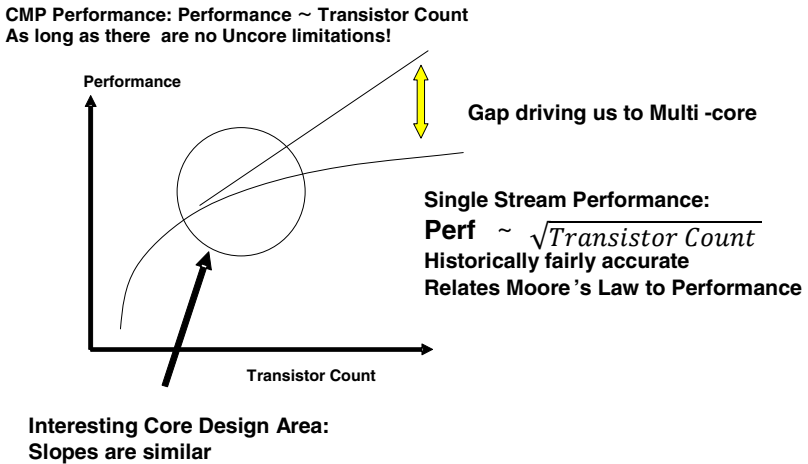 CMP Performance: Performance ~ Transistor Count
As long as there are no Uncore limitations!
Performance
Gap driving us to Multi -core
Single Stream Performance:
Perf ~ √Transistor Count
Historically fairly accurate
Relates Moore's Law to Performance
Transistor Count
Interesting Core Design Area:
Slopes are similar